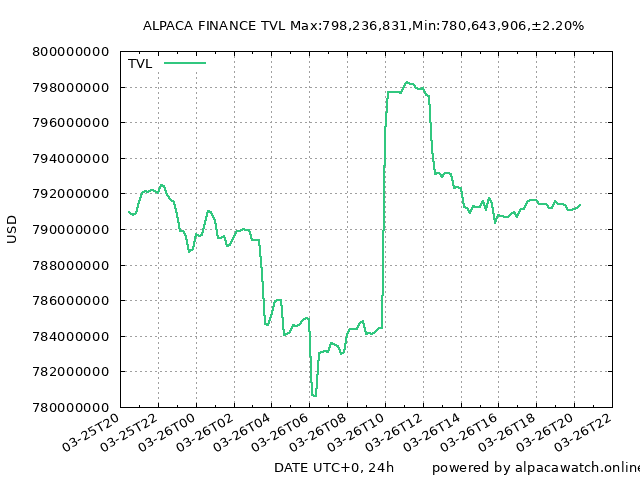 ALPACA FINANCE TVL Max:798,236,831,Min:780,643,906,±2.20%
800000000
TVL
798000000
796000000
794000000
792000000
790000000
788000000
786000000
784000000
782000000
780000000
USD
03-25T20
03-25T22
03-26T00
03-26T02
03-26T04
03-26T06
03-26T08
03-26T10
03-26T12
03-26T14
03-26T16
03-26T18
03-26T20
03-26T22
DATE UTC+0, 24h
powered by alpacawatch.online